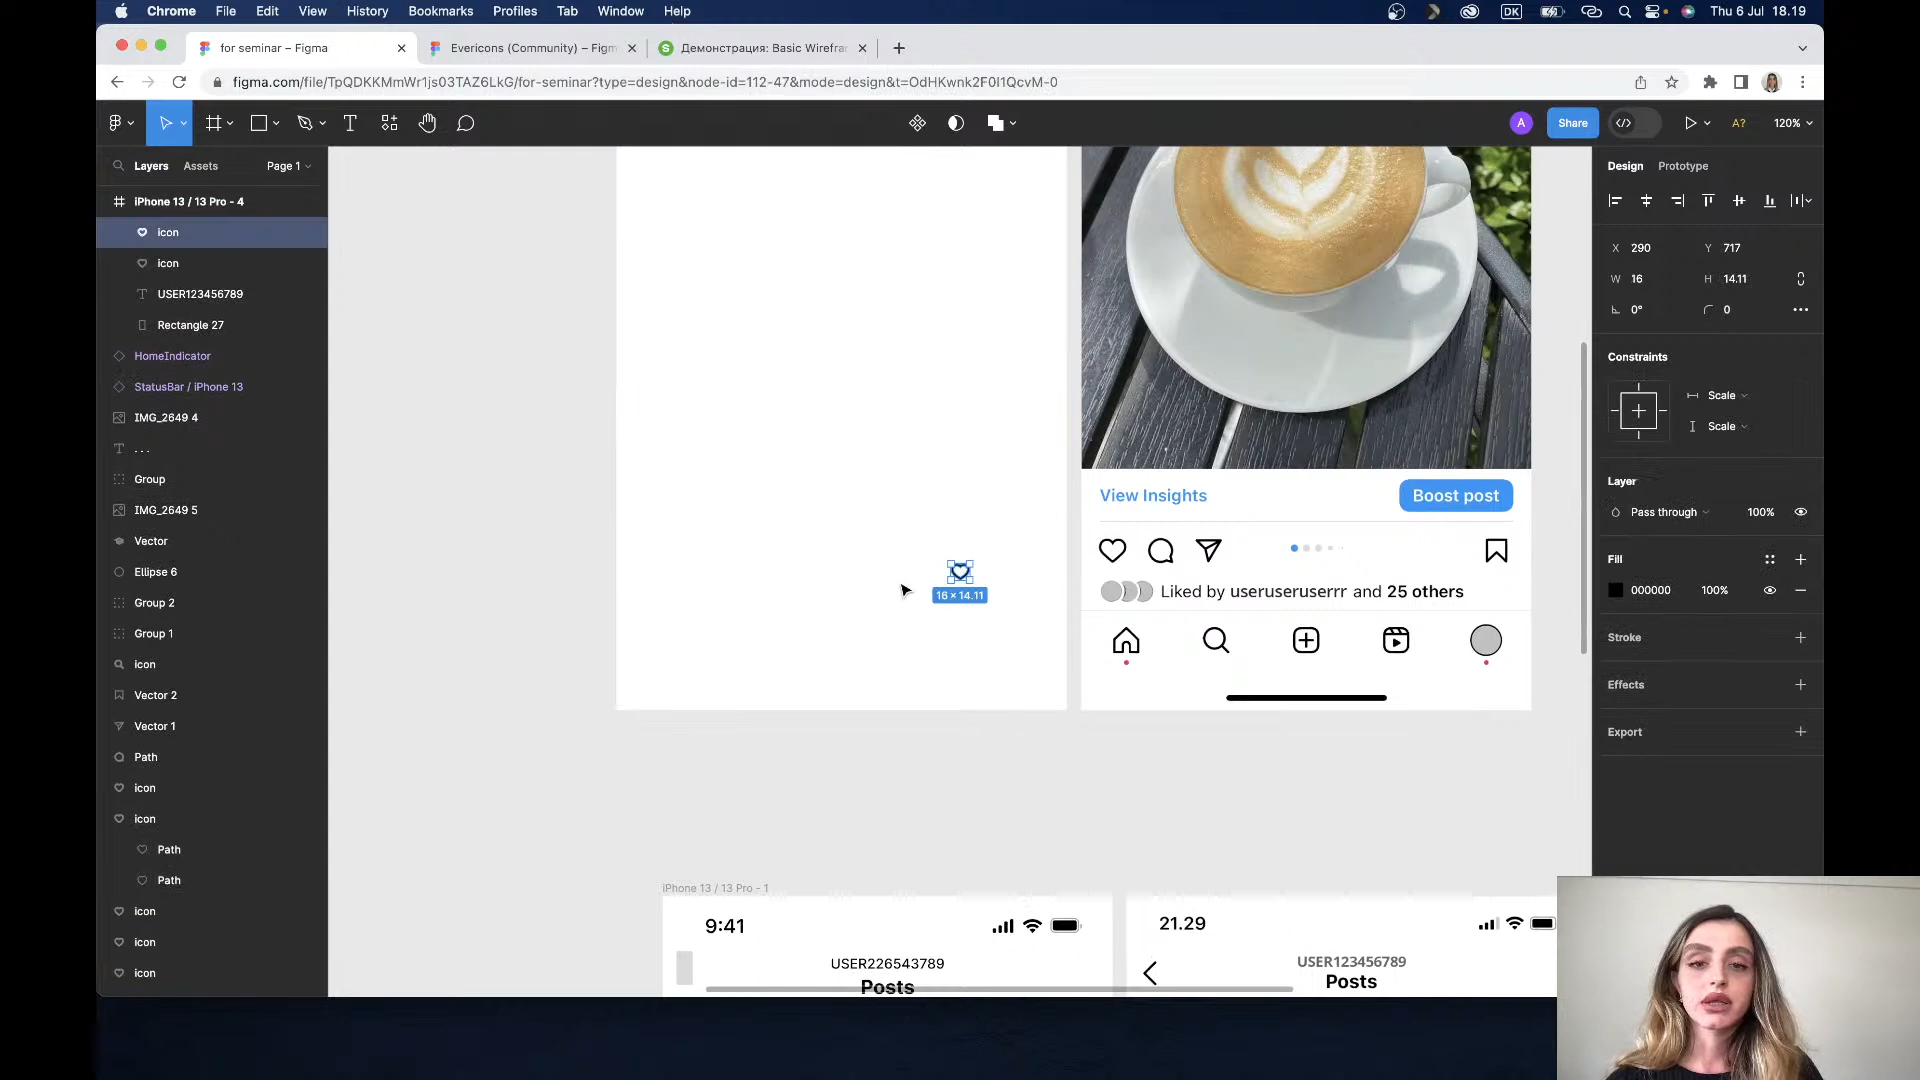 Chrome File Edit View History Bookmarks Profiles Tab Window Help DK Thu 6 Jul 18.19
for seminar – Figma
Evericons (Community) – Figm
Демонстрация: Basic Wirefra
figma.com/file/TpQDKKMmWr1js03TAZ6LkG/for-seminar?type=design&node-id=112-47&mode=design&t=OdHKwnk2F0I1QcvM-0
A Share A? 120%
Layers Assets Page 1
iPhone 13 / 13 Pro - 4
icon
icon
USER123456789
Rectangle 27
HomeIndicator
StatusBar / iPhone 13
IMG_2649 4
. . .
Group
IMG_2649 5
Vector
Ellipse 6
Group 2
Group 1
icon
Vector 2
Vector 1
Path
icon
icon
Path
Path
icon
icon
icon
16 × 14.11
View Insights Boost post
Liked by useruseruserrr and 25 others
iPhone 13 / 13 Pro - 1
9:41
USER226543789
Posts
21.29
USER123456789
Posts
Design Prototype
X 290 Y 717
W 16 H 14.11
0° 0
Constraints
Scale
Scale
Layer
Pass through 100%
Fill
000000 100%
Stroke
Effects
Export